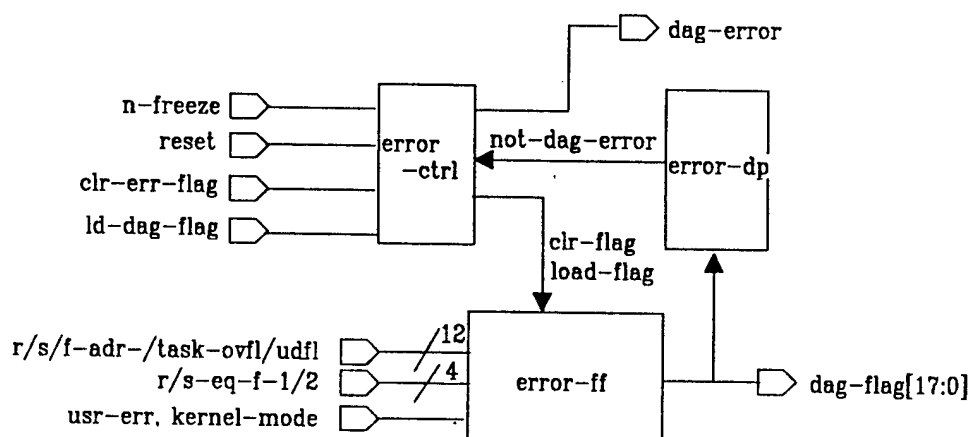 dag-error
n-freeze
reset
clr-err-flag
ld-dag-flag
error
-ctrl
not-dag-error
error-dp
clr-flag
load-flag
r/s/f-adr-/task-ovfl/udfl
12
r/s-eq-f-1/2
4
usr-err, kernel-mode
error-ff
dag-flag[17:0]